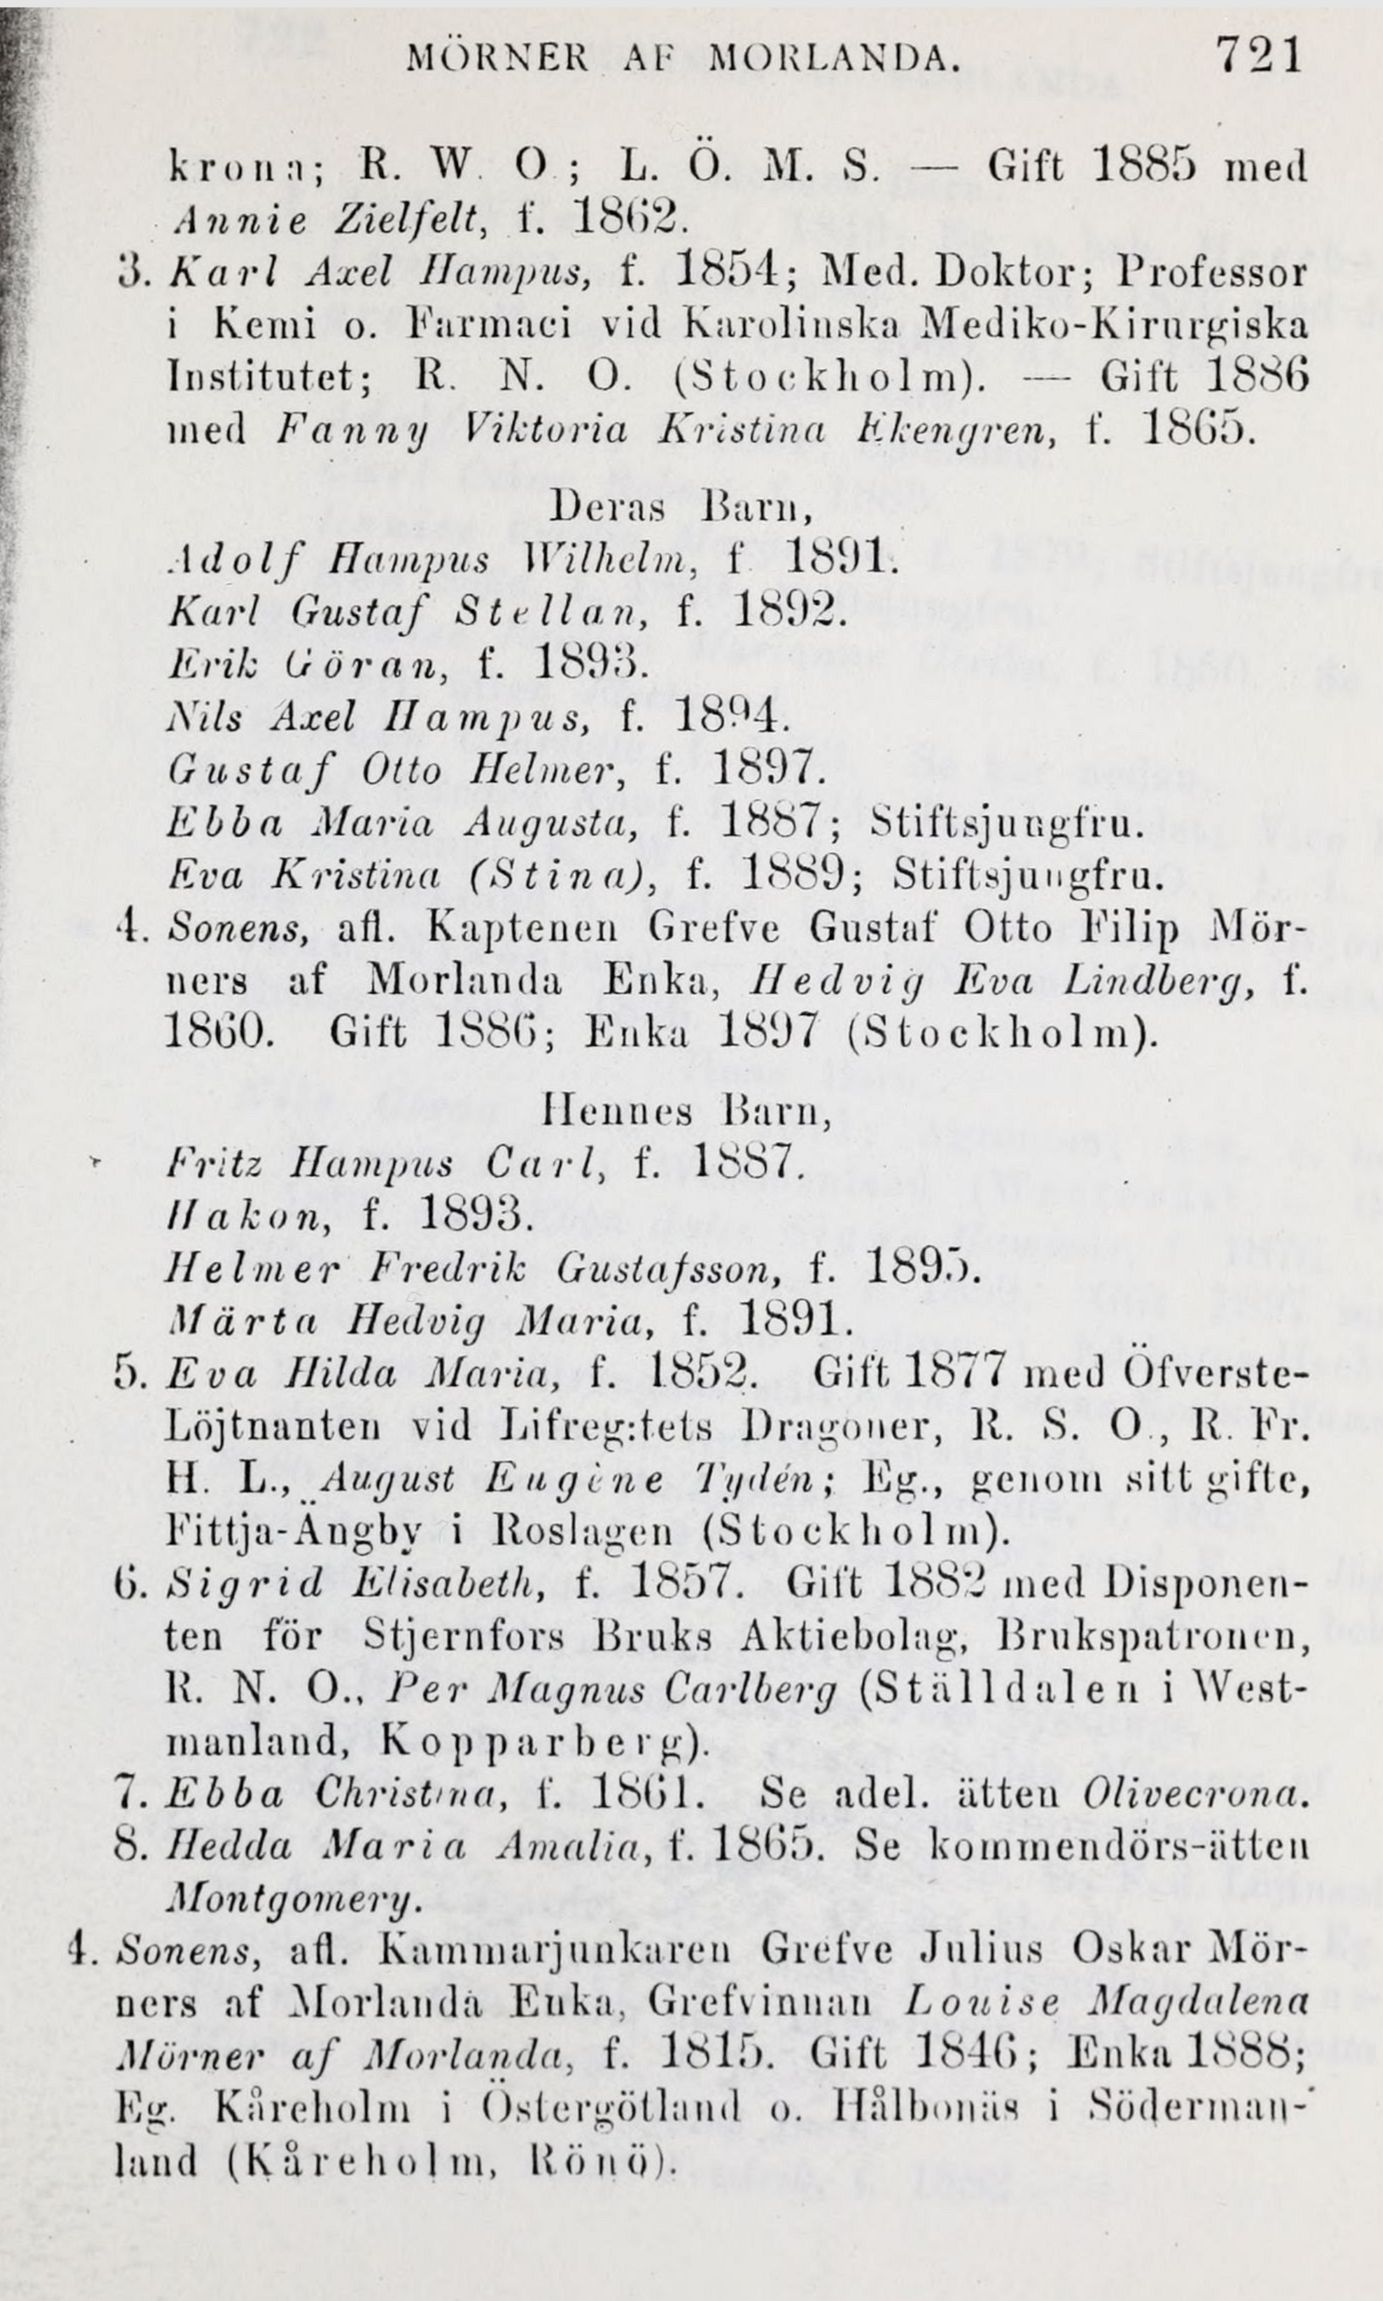 MÖRNER AF MORLANDA. 721
krona; R. W. O.; L. Ö. M. S. — Gift 1885 med
Annie Zielfelt, f. 1862.
3. Karl Axel Hampus, f. 1854; Med. Doktor; Professor
i Kemi o. Farmaci vid Karolinska Mediko-Kirurgiska
Institutet; R. N. O. (Stockholm). — Gift 1886
med Fanny Viktoria Kristina Ekengren, f. 1865.
Deras Barn,
Adolf Hampus Wilhelm, f. 1891.
Karl Gustaf Stellan, f. 1892.
Erik Göran, f. 1893.
Nils Axel Hampus, f. 1894.
Gustaf Otto Helmer, f. 1897.
Ebba Maria Augusta, f. 1887; Stiftsjungfru.
Eva Kristina (Stina), f. 1889; Stiftsjungfru.
4. Sonens, afl. Kaptenen Grefve Gustaf Otto Filip Mör-
ners af Morlanda Enka, Hedvig Eva Lindberg, f.
1860. Gift 1886; Enka 1897 (Stockholm).
Hennes Barn,
Fritz Hampus Carl, f. 1887.
Hakon, f. 1893.
Helmer Fredrik Gustafsson, f. 1895.
Märta Hedvig Maria, f. 1891.
5. Eva Hilda Maria, f. 1852. Gift 1877 med Öfverste-
Löjtnanten vid Lifreg:tets Dragoner, R. S. O., R. Fr.
H. L., August Eugène Tydén; Eg., genom sitt gifte,
Fittja-Ängby i Roslagen (Stockholm).
6. Sigrid Elisabeth, f. 1857. Gift 1882 med Disponen-
ten för Stjernfors Bruks Aktiebolag, Brukspatronen,
R. N. O., Per Magnus Carlberg (Ställdalen i West-
manland, Kopparberg).
7. Ebba Christina, f. 1861. Se adel. ätten Olivecrona.
8. Hedda Maria Amalia, f. 1865. Se kommendörs-ätten
Montgomery.
4. Sonens, afl. Kammarjunkaren Grefve Julius Oskar Mör-
ners af Morlanda Enka, Grefvinnan Louise Magdalena
Mörner af Morlanda, f. 1815. Gift 1846; Enka 1888;
Eg. Kåreholm i Östergötland o. Hålbonäs i Söderman-
land (Kåreholm, Rönö).